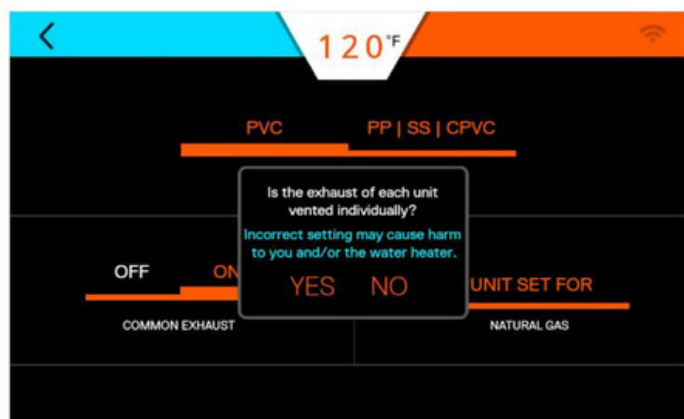 120°F
PVC PP | SS | CPVC
Is the exhaust of each unit
vented individually?
Incorrect setting may cause harm
to you and/or the water heater.
YES NO
OFF ON
UNIT SET FOR
COMMON EXHAUST
NATURAL GAS